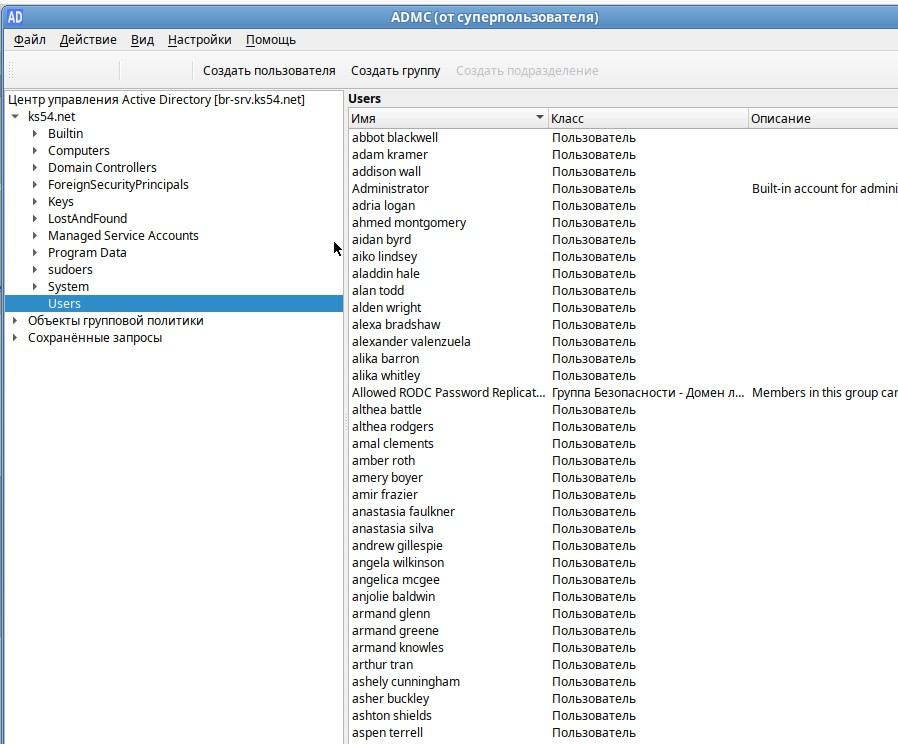 AD ADMC (от суперпользователя)
Файл Действие Вид Настройки Помощь
Создать пользователя Создать группу Создать подразделение
Центр управления Active Directory [br-srv.ks54.net]
ks54.net
Builtin
Computers
Domain Controllers
ForeignSecurityPrincipals
Keys
LostAndFound
Managed Service Accounts
Program Data
sudoers
System
Users
Объекты групповой политики
Сохранённые запросы
Users
Имя Класс Описание
abbot blackwell Пользователь
adam kramer Пользователь
addison wall Пользователь
Administrator Пользователь Built-in account for admini
adria logan Пользователь
ahmed montgomery Пользователь
aidan byrd Пользователь
aiko lindsey Пользователь
aladdin hale Пользователь
alan todd Пользователь
alden wright Пользователь
alexa bradshaw Пользователь
alexander valenzuela Пользователь
alika barron Пользователь
alika whitley Пользователь
Allowed RODC Password Replicat... Группа Безопасности - Домен л... Members in this group can
althea battle Пользователь
althea rodgers Пользователь
amal clements Пользователь
amber roth Пользователь
amery boyer Пользователь
amir frazier Пользователь
anastasia faulkner Пользователь
anastasia silva Пользователь
andrew gillespie Пользователь
angela wilkinson Пользователь
angelica mcgee Пользователь
anjolie baldwin Пользователь
armand glenn Пользователь
armand greene Пользователь
armand knowles Пользователь
arthur tran Пользователь
ashely cunningham Пользователь
asher buckley Пользователь
ashton shields Пользователь
aspen terrell Пользователь